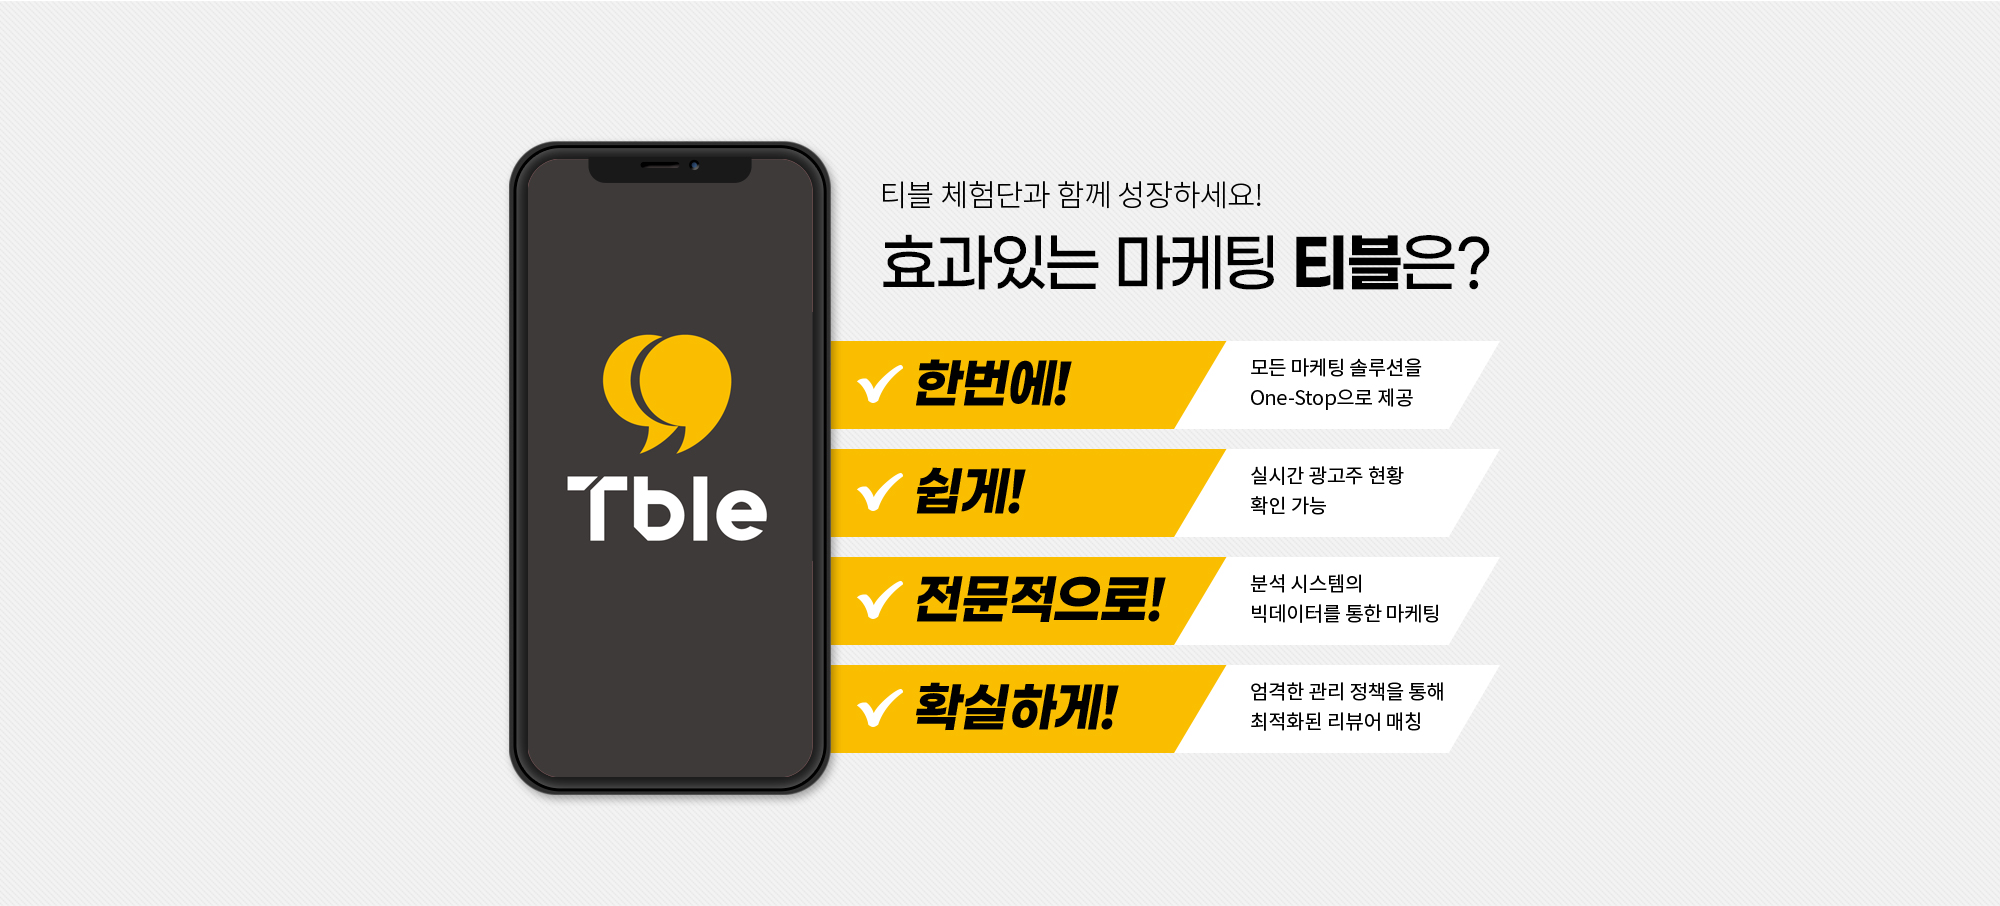 Tble
티블 체험단과 함께 성장하세요!
효과있는 마케팅 티블은?
한번에!
모든 마케팅 솔루션을
One-Stop으로 제공
쉽게!
실시간 광고주 현황
확인 가능
전문적으로!
분석 시스템의
빅데이터를 통한 마케팅
확실하게!
엄격한 관리 정책을 통해
최적화된 리뷰어 매칭